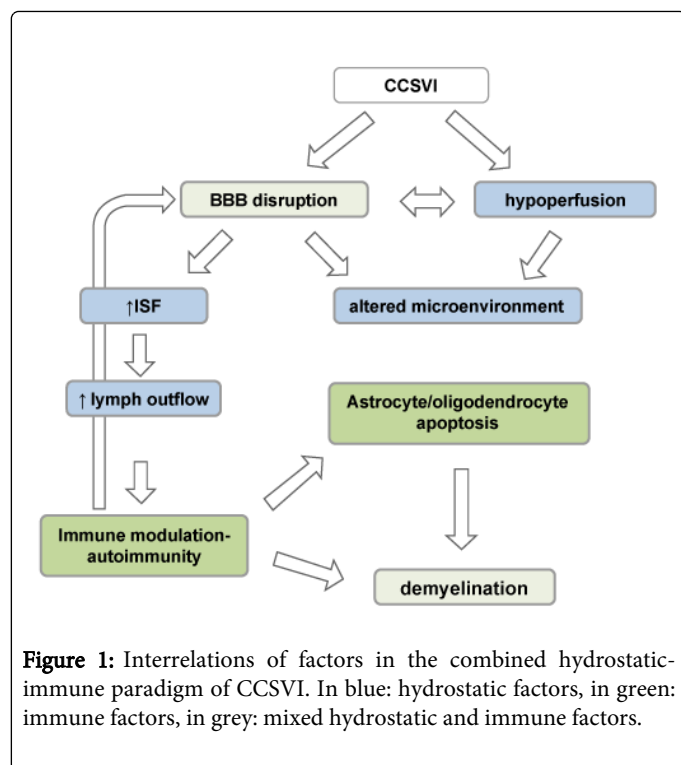 CCSVI
BBB disruption
hypoperfusion
↑ISF
altered microenvironment
↑ lymph outflow
Astrocyte/oligodendrocyte
apoptosis
Immune modulation-
autoimmunity
demyelination
Figure 1: Interrelations of factors in the combined hydrostatic-
immune paradigm of CCSVI. In blue: hydrostatic factors, in green:
immune factors, in grey: mixed hydrostatic and immune factors.